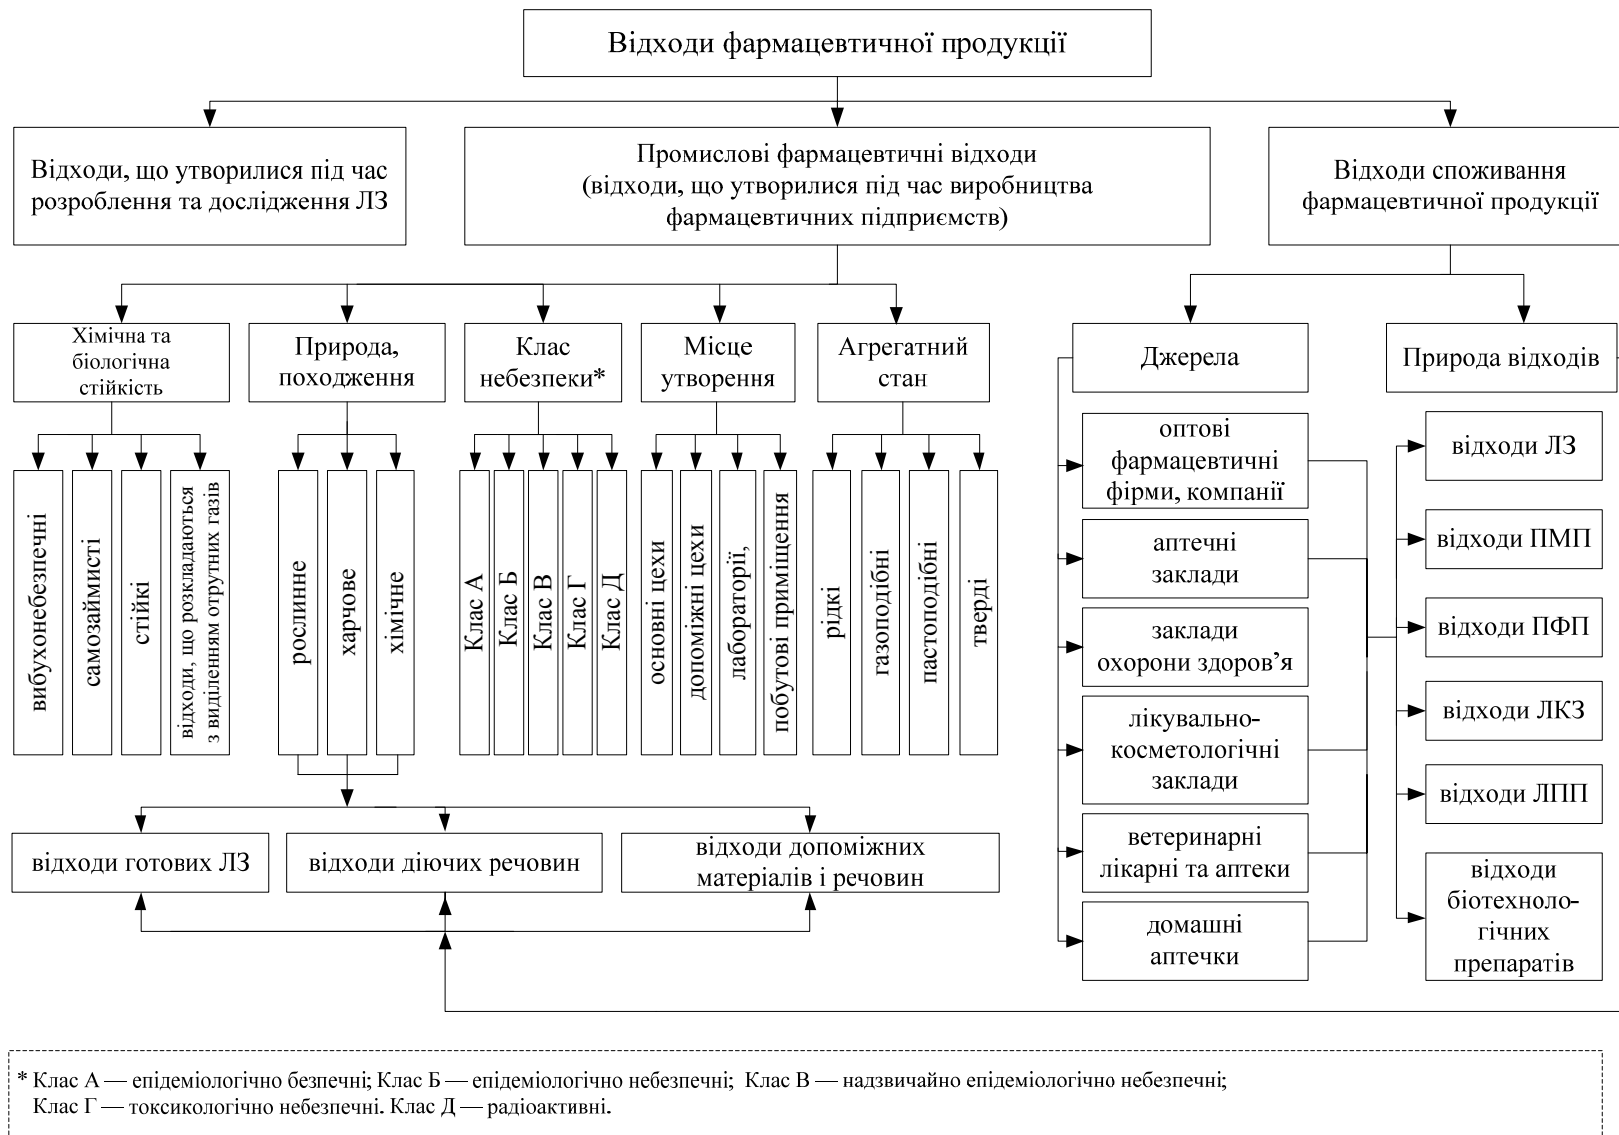 Відходи фармацевтичної продукції
Відходи, що утворилися під час
розроблення та дослідження ЛЗ
Промислові фармацевтичні відходи
(відходи, що утворилися під час виробництва
фармацевтичних підприємств)
Відходи споживання
фармацевтичної продукції
Хімічна та
біологічна
стійкість
Природа,
походження
Клас
небезпеки*
Місце
утворення
Агрегатний
стан
Джерела
Природа відходів
вибухонебезпечні
самозаймисті
стійкі
відходи, що розкладаються
з виділенням отрутних газів
рослинне
харчове
хімічне
Клас А
Клас Б
Клас В
Клас Г
Клас Д
основні цехи
допоміжні цехи
лабораторії,
побутові приміщення
рідкі
газоподібні
пастоподібні
тверді
оптові
фармацевтичні
фірми, компанії
аптечні
заклади
заклади
охорони здоров’я
лікувально-
косметологічні
заклади
ветеринарні
лікарні та аптеки
домашні
аптечки
відходи ЛЗ
відходи ПМП
відходи ПФП
відходи ЛКЗ
відходи ЛПП
відходи
біотехноло-
гічних
препаратів
відходи готових ЛЗ
відходи діючих речовин
відходи допоміжних
матеріалів і речовин
* Клас А — епідеміологічно безпечні; Клас Б — епідеміологічно небезпечні; Клас В — надзвичайно епідеміологічно небезпечні;
Клас Г — токсикологічно небезпечні. Клас Д — радіоактивні.